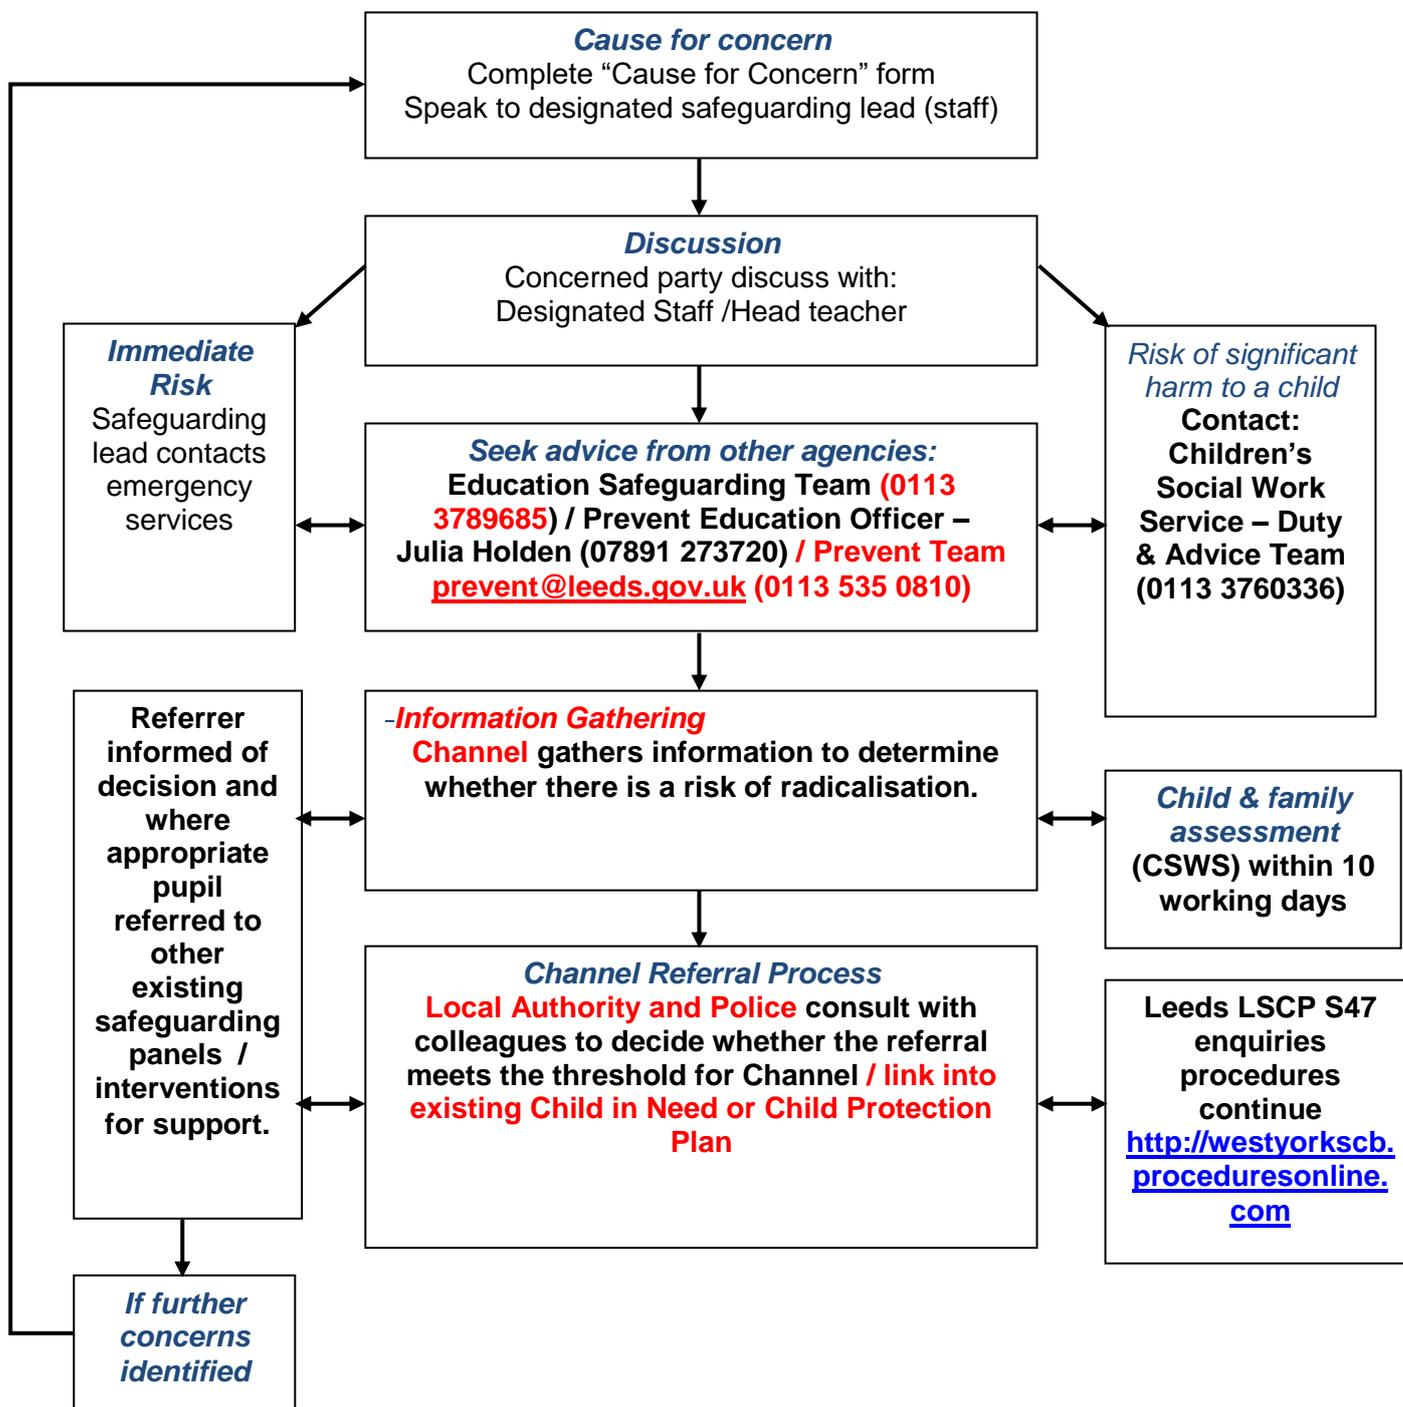 Cause for concern
Complete “Cause for Concern” form
Speak to designated safeguarding lead (staff)
Discussion
Concerned party discuss with:
Designated Staff /Head teacher
Immediate
Risk
Safeguarding
lead contacts
emergency
services
Seek advice from other agencies:
Education Safeguarding Team (0113
3789685) / Prevent Education Officer –
Julia Holden (07891 273720) / Prevent Team
prevent@leeds.gov.uk (0113 535 0810)
Risk of significant
harm to a child
Contact:
Children’s
Social Work
Service – Duty
& Advice Team
(0113 3760336)
Referrer
informed of
decision and
where
appropriate
pupil
referred to
other
existing
safeguarding
panels /
interventions
for support.
-Information Gathering
Channel gathers information to determine
whether there is a risk of radicalisation.
Child & family
assessment
(CSWS) within 10
working days
Channel Referral Process
Local Authority and Police consult with
colleagues to decide whether the referral
meets the threshold for Channel / link into
existing Child in Need or Child Protection
Plan
Leeds LSCP S47
enquiries
procedures
continue
http://westyorkscb.
proceduresonline.
com
If further
concerns
identified